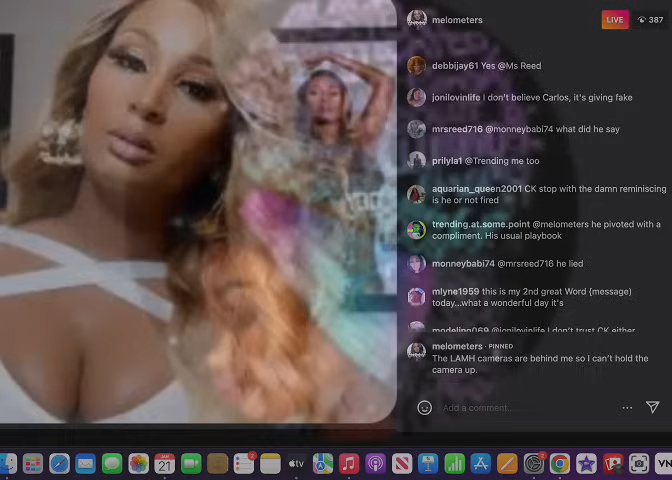 melometers
LIVE
387
debbijay61 Yes @Ms Reed
jonilovinlife I don't believe Carlos, it's giving fake
mrsreed716 @monneybabi74 what did he say
prilyla1 @Trending me too
aquarian_queen2001 CK stop with the damn reminiscing
is he or not fired
trending.at.some.point @melometers he pivoted with a
compliment. His usual playbook
monneybabi74 @mrsreed716 he lied
mlyne1959 this is my 2nd great Word {message)
today...what a wonderful day it's
modeling069 @jonilovinlife I don't trust CK either
melometers · PINNED
The LAMH cameras are behind me so I can't hold the
camera up.
Add a comment...
JAN
21
tv
VN